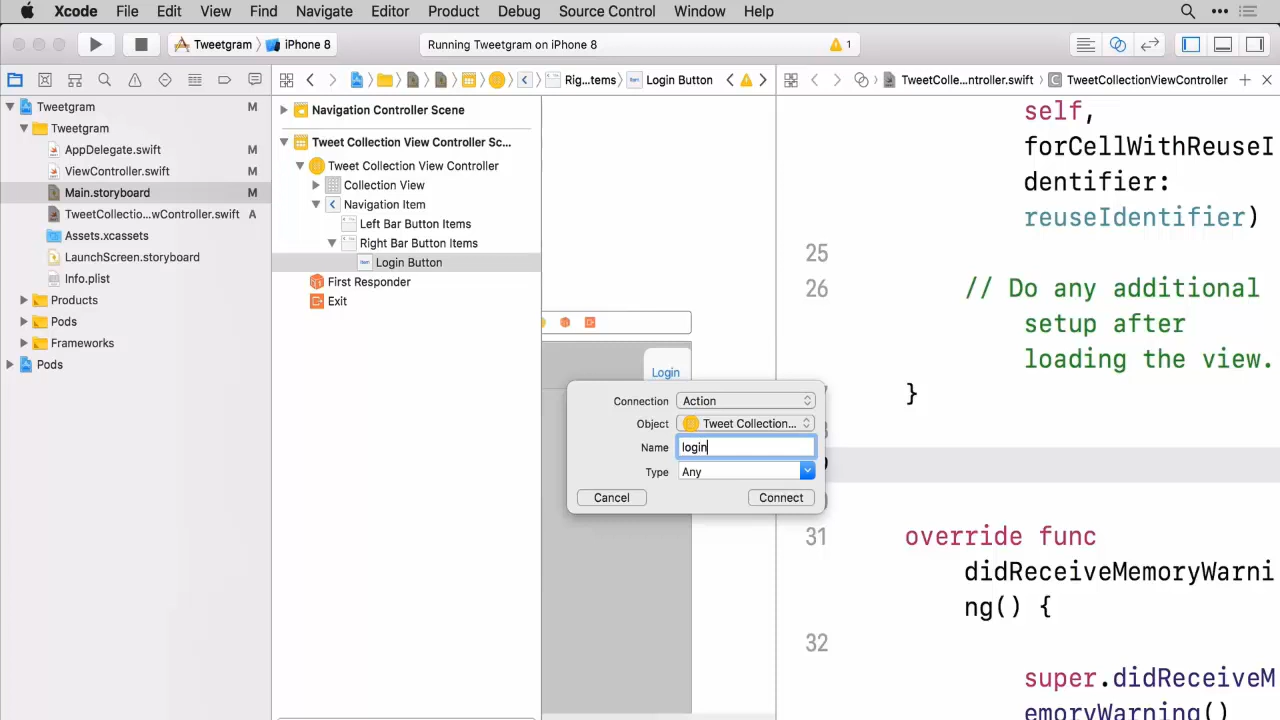 Xcode File Edit View Find Navigate Editor Product Debug Source Control Window Help
Tweetgram iPhone 8 Running Tweetgram on iPhone 8 1
Rig...tems Login Button
TweetColle...ntroller.swift TweetCollectionViewController
Tweetgram M
Tweetgram
AppDelegate.swift M
ViewController.swift M
Main.storyboard M
TweetCollectio...wController.swift A
Assets.xcassets
LaunchScreen.storyboard
Info.plist
Products
Pods
Frameworks
Pods
Navigation Controller Scene
Tweet Collection View Controller Sc...
Tweet Collection View Controller
Collection View
Navigation Item
Left Bar Button Items
Right Bar Button Items
Login Button
First Responder
Exit
Login
Connection Action
Object Tweet Collection...
Name login
Type Any
Cancel Connect
self,
forCellWithReuseI
dentifier:
reuseIdentifier)
25
26 // Do any additional
setup after
loading the view.
}
31 override func
didReceiveMemoryWarni
ng() {
32
super.didReceiveM
emoryWarning()